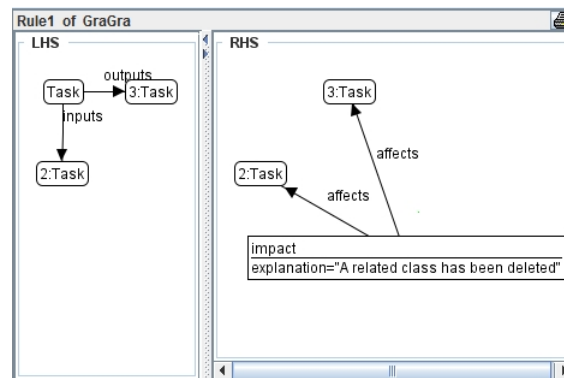 Rule1 of GraGra
LHS
outputs
Task
3:Task
inputs
2:Task
RHS
3:Task
affects
2:Task
affects
impact
explanation="A related class has been deleted"